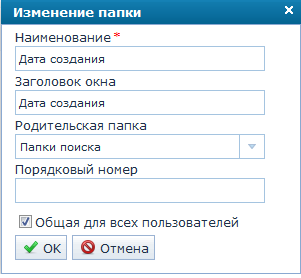 Изменение папки
Наименование*
Дата создания
Заголовок окна
Дата создания
Родительская папка
Папки поиска
Порядковый номер
Общая для всех пользователей
OK Отмена